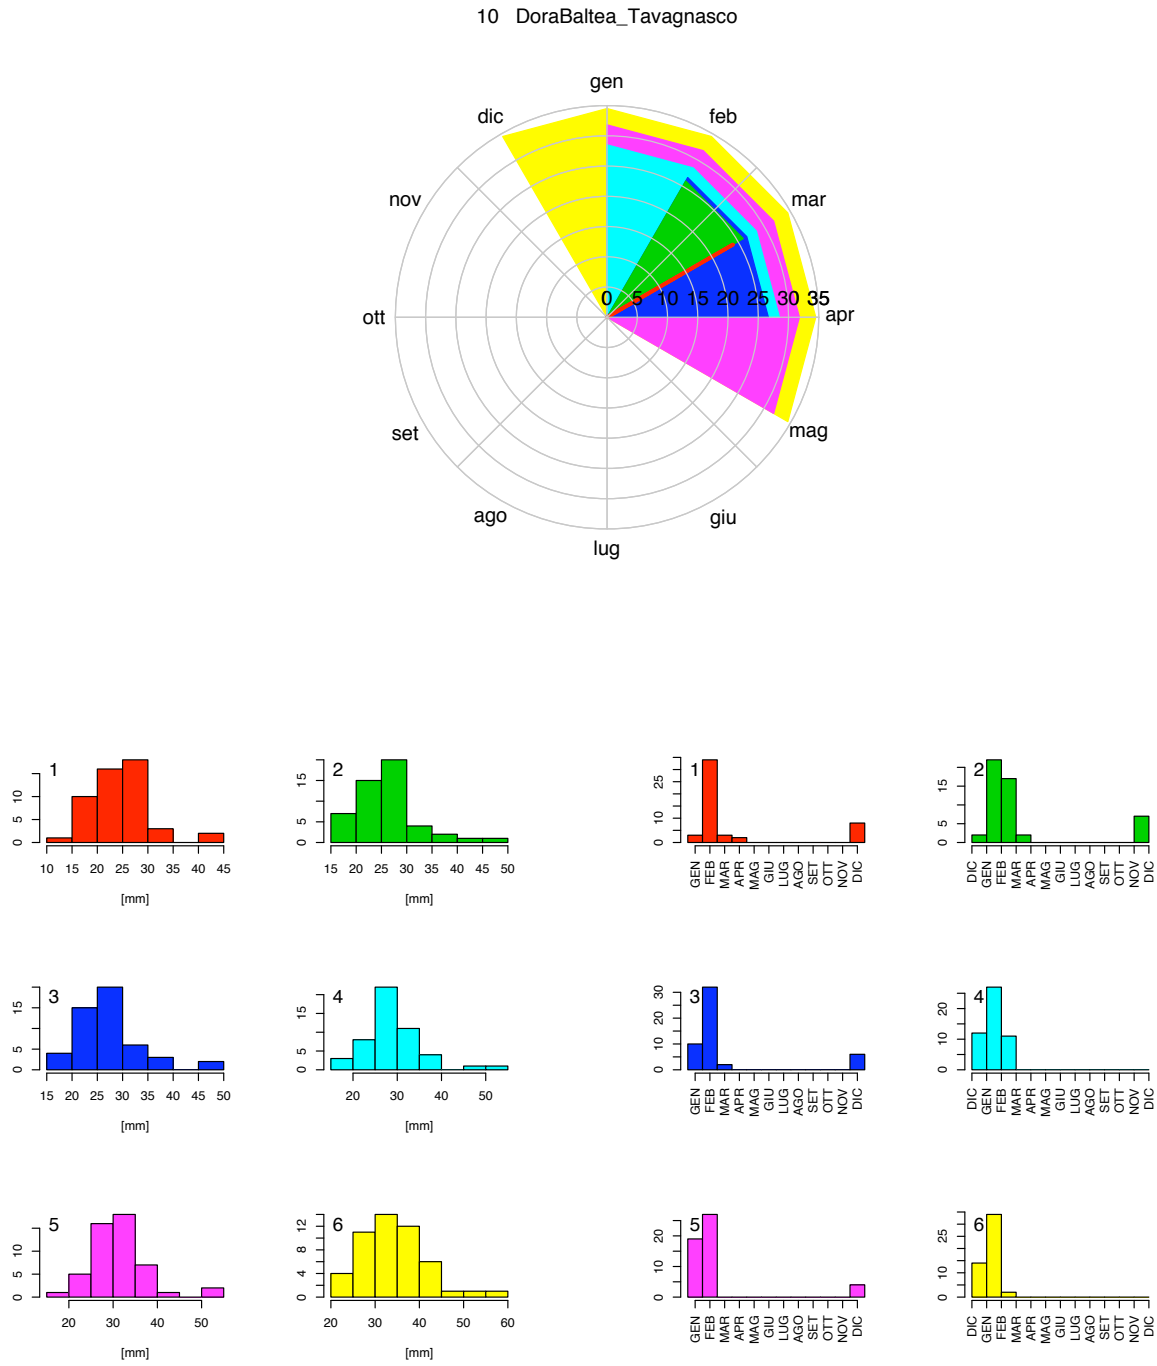 10 DoraBaltea_Tavagnasco
gen
dic
feb
nov
mar
0 5 10 15 20 25 30 35
ott
apr
set
mag
ago
giu
lug
1
0 5 10
10 15 20 25 30 35 40 45
[mm]
2
0 5 15
15 20 25 30 35 40 45 50
[mm]
1
0 10 25
GEN FEB MAR APR MAG GIU LUG AGO SET OTT NOV DIC
2
0 5 15
DIC GEN FEB MAR APR MAG GIU LUG AGO SET OTT NOV DIC
3
0 5 15
15 20 25 30 35 40 45 50
[mm]
4
0 5 15
20 30 40 50
[mm]
3
0 10 20 30
GEN FEB MAR APR MAG GIU LUG AGO SET OTT NOV DIC
4
0 10 20
DIC GEN FEB MAR APR MAG GIU LUG AGO SET OTT NOV DIC
5
0 5 10
20 30 40 50
[mm]
6
0 4 8 12
20 30 40 50 60
[mm]
5
0 10 20
GEN FEB MAR APR MAG GIU LUG AGO SET OTT NOV DIC
6
0 10 25
DIC GEN FEB MAR APR MAG GIU LUG AGO SET OTT NOV DIC